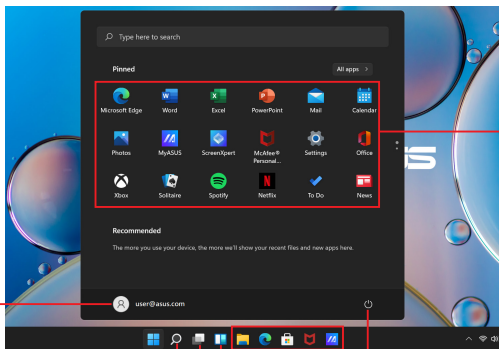 Type here to search
Pinned
All apps >
Microsoft Edge
Word
Excel
PowerPoint
Mail
Calendar
Photos
MyASUS
ScreenXpert
McAfee®
Personal...
Settings
Office
Xbox
Solitaire
Spotify
Netflix
To Do
News
Recommended
The more you use your device, the more we'll show your recent files and new apps here.
user@asus.com